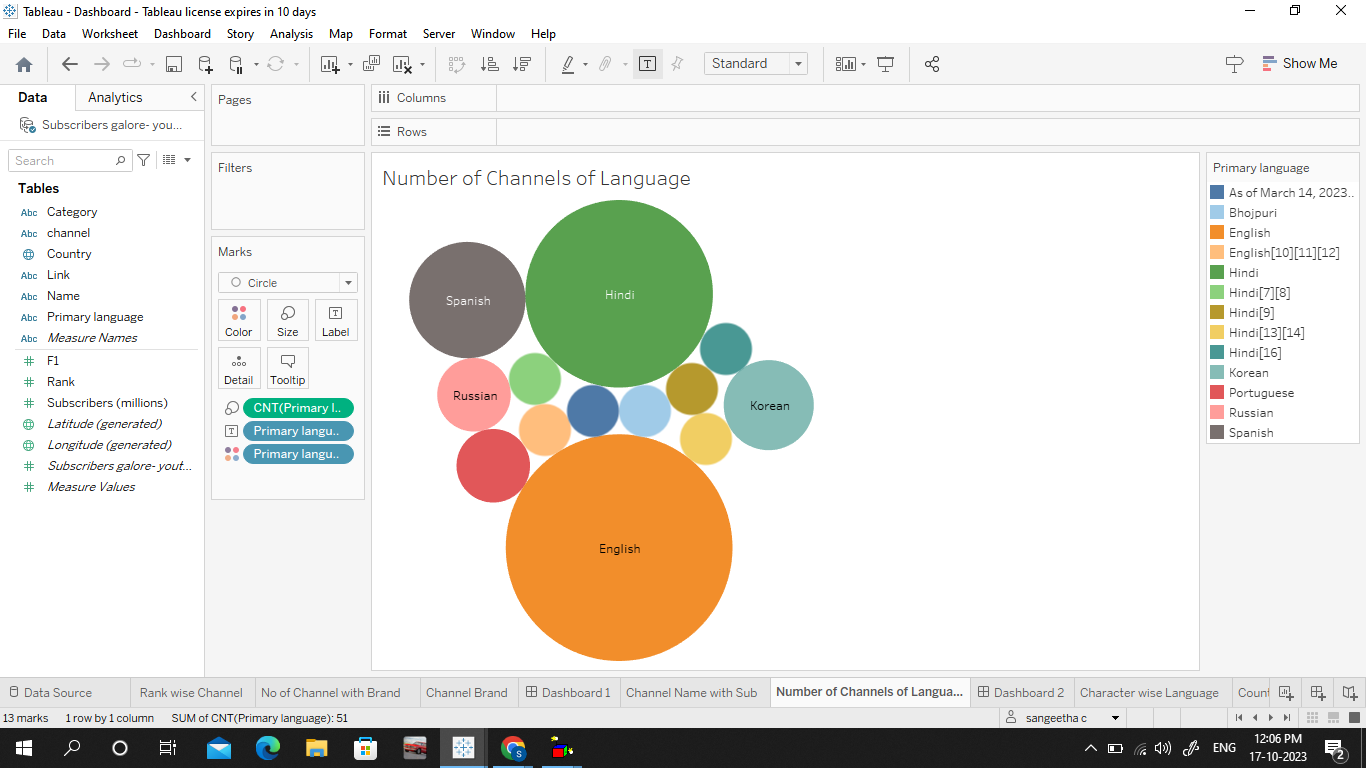 Tableau - Dashboard - Tableau license expires in 10 days
File Data Worksheet Dashboard Story Analysis Map Format Server Window Help
Standard
Show Me
Data Analytics
Subscribers galore- you...
Search
Tables
Abc Category
Abc channel
Country
Abc Link
Abc Name
Abc Primary language
Abc Measure Names
F1
Rank
Subscribers (millions)
Latitude (generated)
Longitude (generated)
Subscribers galore- yout...
Measure Values
Pages
Filters
Marks
Circle
Color Size Label
Detail Tooltip
CNT(Primary l..
Primary langu..
Primary langu..
Columns
Rows
Number of Channels of Language
Hindi
Spanish
Russian
Korean
English
Primary language
As of March 14, 2023..
Bhojpuri
English
English[10][11][12]
Hindi
Hindi[7][8]
Hindi[9]
Hindi[13][14]
Hindi[16]
Korean
Portuguese
Russian
Spanish
Data Source Rank wise Channel No of Channel with Brand Channel Brand Dashboard 1 Channel Name with Sub Number of Channels of Langua... Dashboard 2 Character wise Language Count
13 marks 1 row by 1 column SUM of CNT(Primary language): 51 sangeetha c
S
ENG
12:06 PM
17-10-2023
2